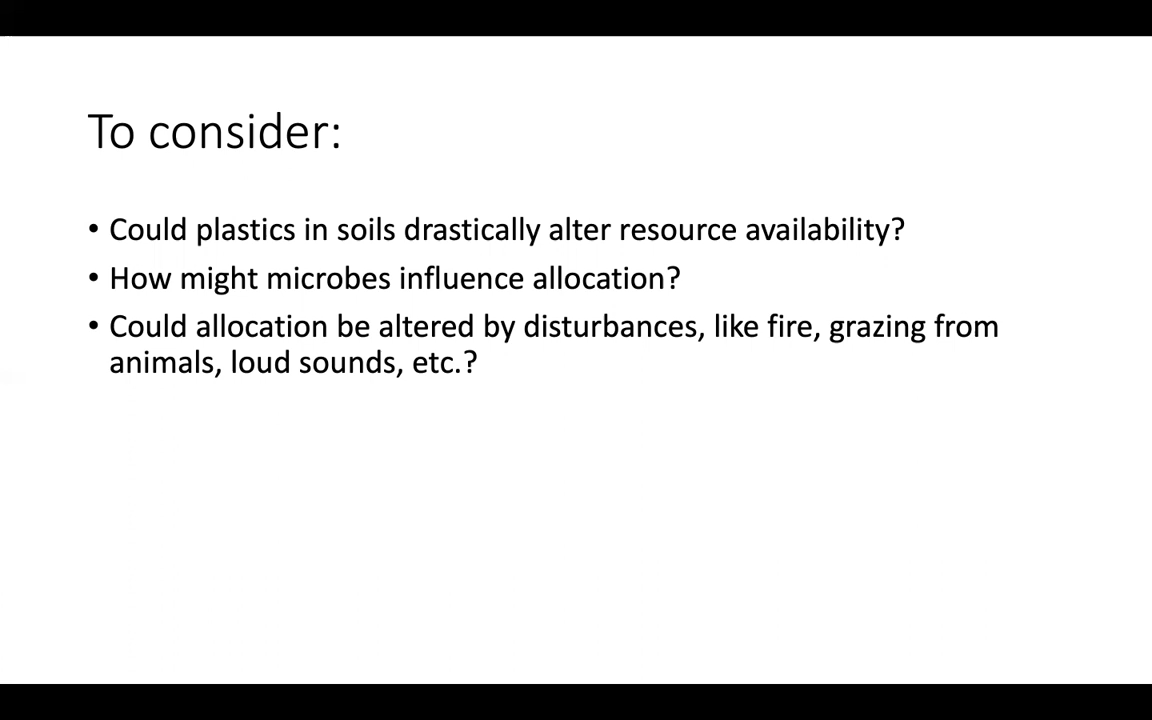 To consider:
• Could plastics in soils drastically alter resource availability?
• How might microbes influence allocation?
• Could allocation be altered by disturbances, like fire, grazing from
animals, loud sounds, etc.?